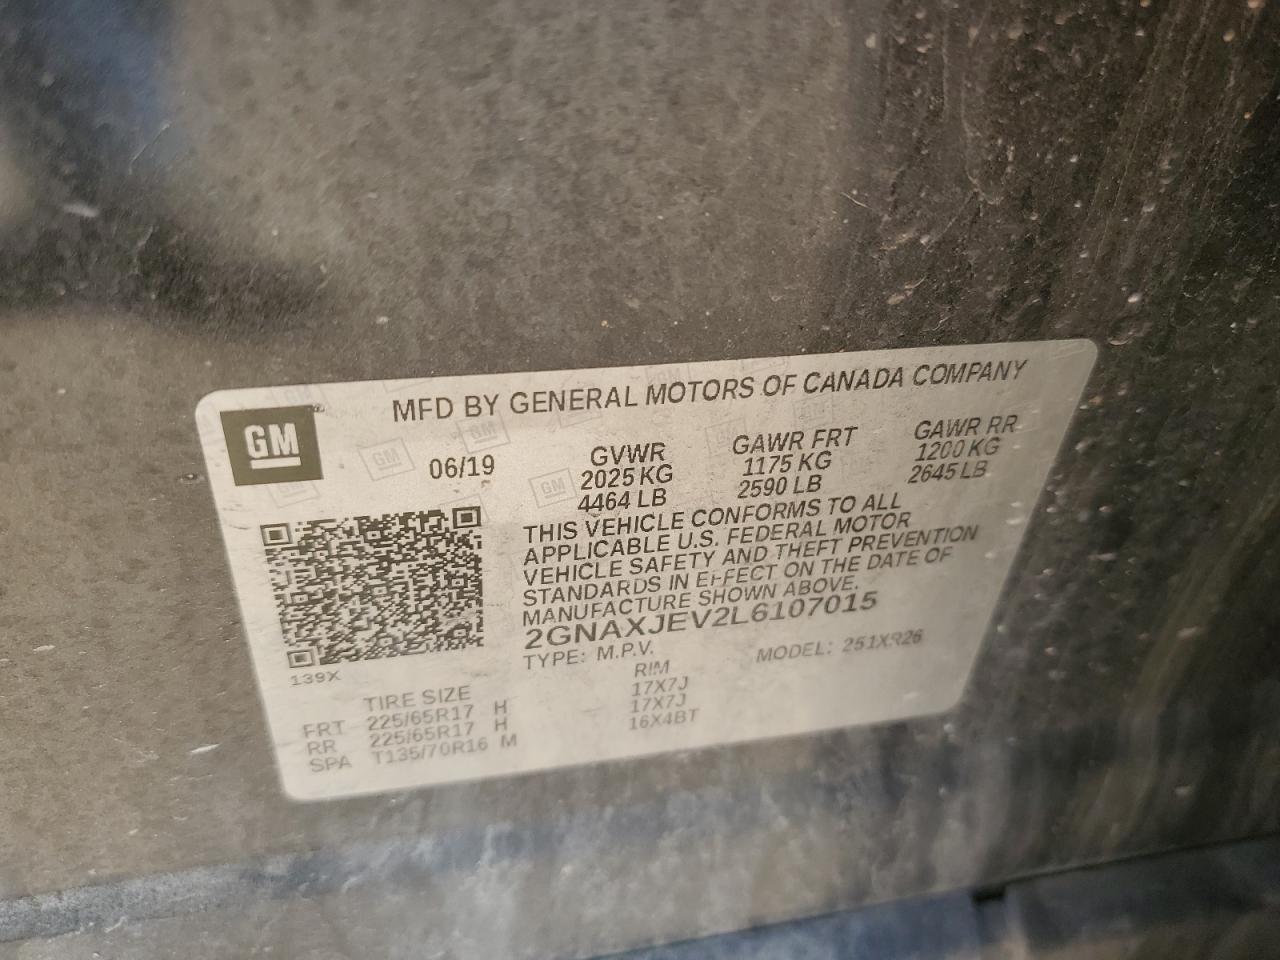 MFD BY GENERAL MOTORS OF CANADA COMPANY
GM
06/19
GVWR GAWR FRT GAWR RR
2025 KG 1175 KG 1200 KG
4464 LB 2590 LB 2645 LB
THIS VEHICLE CONFORMS TO ALL
APPLICABLE U.S. FEDERAL MOTOR
VEHICLE SAFETY AND THEFT PREVENTION
STANDARDS IN EFFECT ON THE DATE OF
MANUFACTURE SHOWN ABOVE.
2GNAXJEV2L6107015
TYPE: M.P.V. MODEL: 251XR26
139X
TIRE SIZE RIM
FRT 225/65R17 H 17X7J
RR 225/65R17 H 17X7J
SPA T135/70R16 M 16X4BT